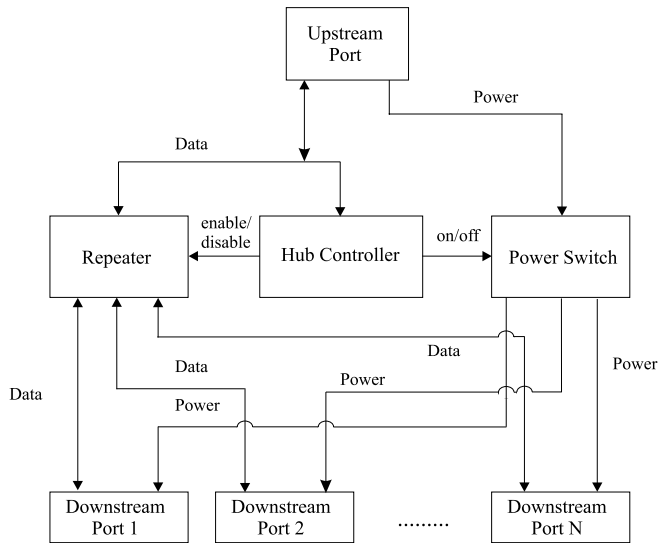 Upstream
Port
Power
Data
enable/
disable
on/off
Repeater
Hub Controller
Power Switch
Data
Data
Power
Power
Data
Power
Downstream
Port 1
Downstream
Port 2
.........
Downstream
Port N